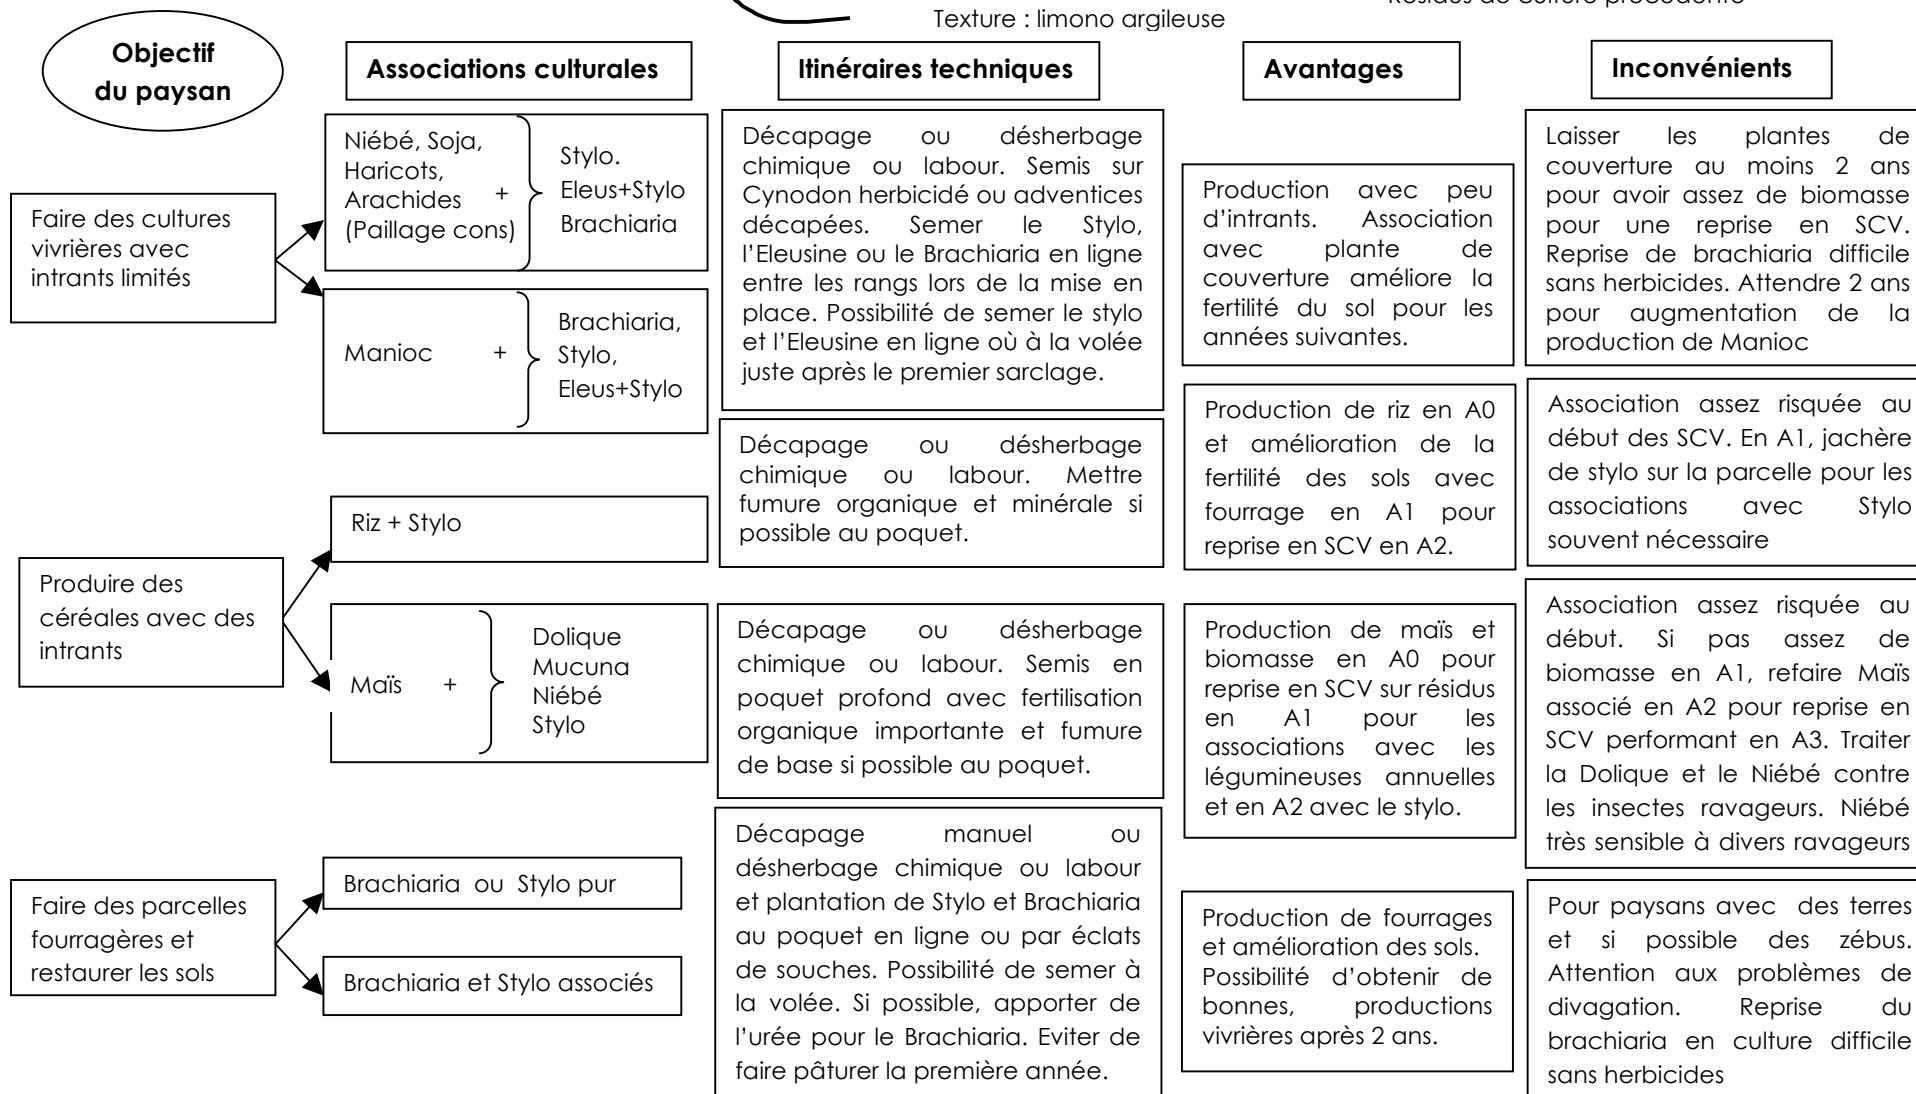 Texture : limono argileuse
Objectif
du paysan
Associations culturales
Itinéraires techniques
Avantages
Inconvénients
Faire des cultures
vivrières avec
intrants limités
Niébé, Soja,
Haricots,
Arachides +
(Paillage cons)
Stylo.
Eleus+Stylo
Brachiaria
Manioc +
Brachiaria,
Stylo,
Eleus+Stylo
Décapage ou désherbage
chimique ou labour. Semis sur
Cynodon herbicidé ou adventices
décapées. Semer le Stylo,
l’Eleusine ou le Brachiaria en ligne
entre les rangs lors de la mise en
place. Possibilité de semer le stylo
et l’Eleusine en ligne où à la volée
juste après le premier sarclage.
Production avec peu
d’intrants. Association
avec plante de
couverture améliore la
fertilité du sol pour les
années suivantes.
Laisser les plantes de
couverture au moins 2 ans
pour avoir assez de biomasse
pour une reprise en SCV.
Reprise de brachiaria difficile
sans herbicides. Attendre 2 ans
pour augmentation de la
production de Manioc
Produire des
céréales avec des
intrants
Riz + Stylo
Décapage ou désherbage
chimique ou labour. Mettre
fumure organique et minérale si
possible au poquet.
Production de riz en A0
et amélioration de la
fertilité des sols avec
fourrage en A1 pour
reprise en SCV en A2.
Association assez risquée au
début des SCV. En A1, jachère
de stylo sur la parcelle pour les
associations avec Stylo
souvent nécessaire
Maïs +
Dolique
Mucuna
Niébé
Stylo
Décapage ou désherbage
chimique ou labour. Semis en
poquet profond avec fertilisation
organique importante et fumure
de base si possible au poquet.
Production de maïs et
biomasse en A0 pour
reprise en SCV sur résidus
en A1 pour les
associations avec les
légumineuses annuelles
et en A2 avec le stylo.
Association assez risquée au
début. Si pas assez de
biomasse en A1, refaire Maïs
associé en A2 pour reprise en
SCV performant en A3. Traiter
la Dolique et le Niébé contre
les insectes ravageurs. Niébé
très sensible à divers ravageurs
Faire des parcelles
fourragères et
restaurer les sols
Brachiaria ou Stylo pur
Brachiaria et Stylo associés
Décapage manuel ou
désherbage chimique ou labour
et plantation de Stylo et Brachiaria
au poquet en ligne ou par éclats
de souches. Possibilité de semer à
la volée. Si possible, apporter de
l’urée pour le Brachiaria. Eviter de
faire pâturer la première année.
Production de fourrages
et amélioration des sols.
Possibilité d’obtenir de
bonnes, productions
vivrières après 2 ans.
Pour paysans avec des terres
et si possible des zébus.
Attention aux problèmes de
divagation. Reprise du
brachiaria en culture difficile
sans herbicides